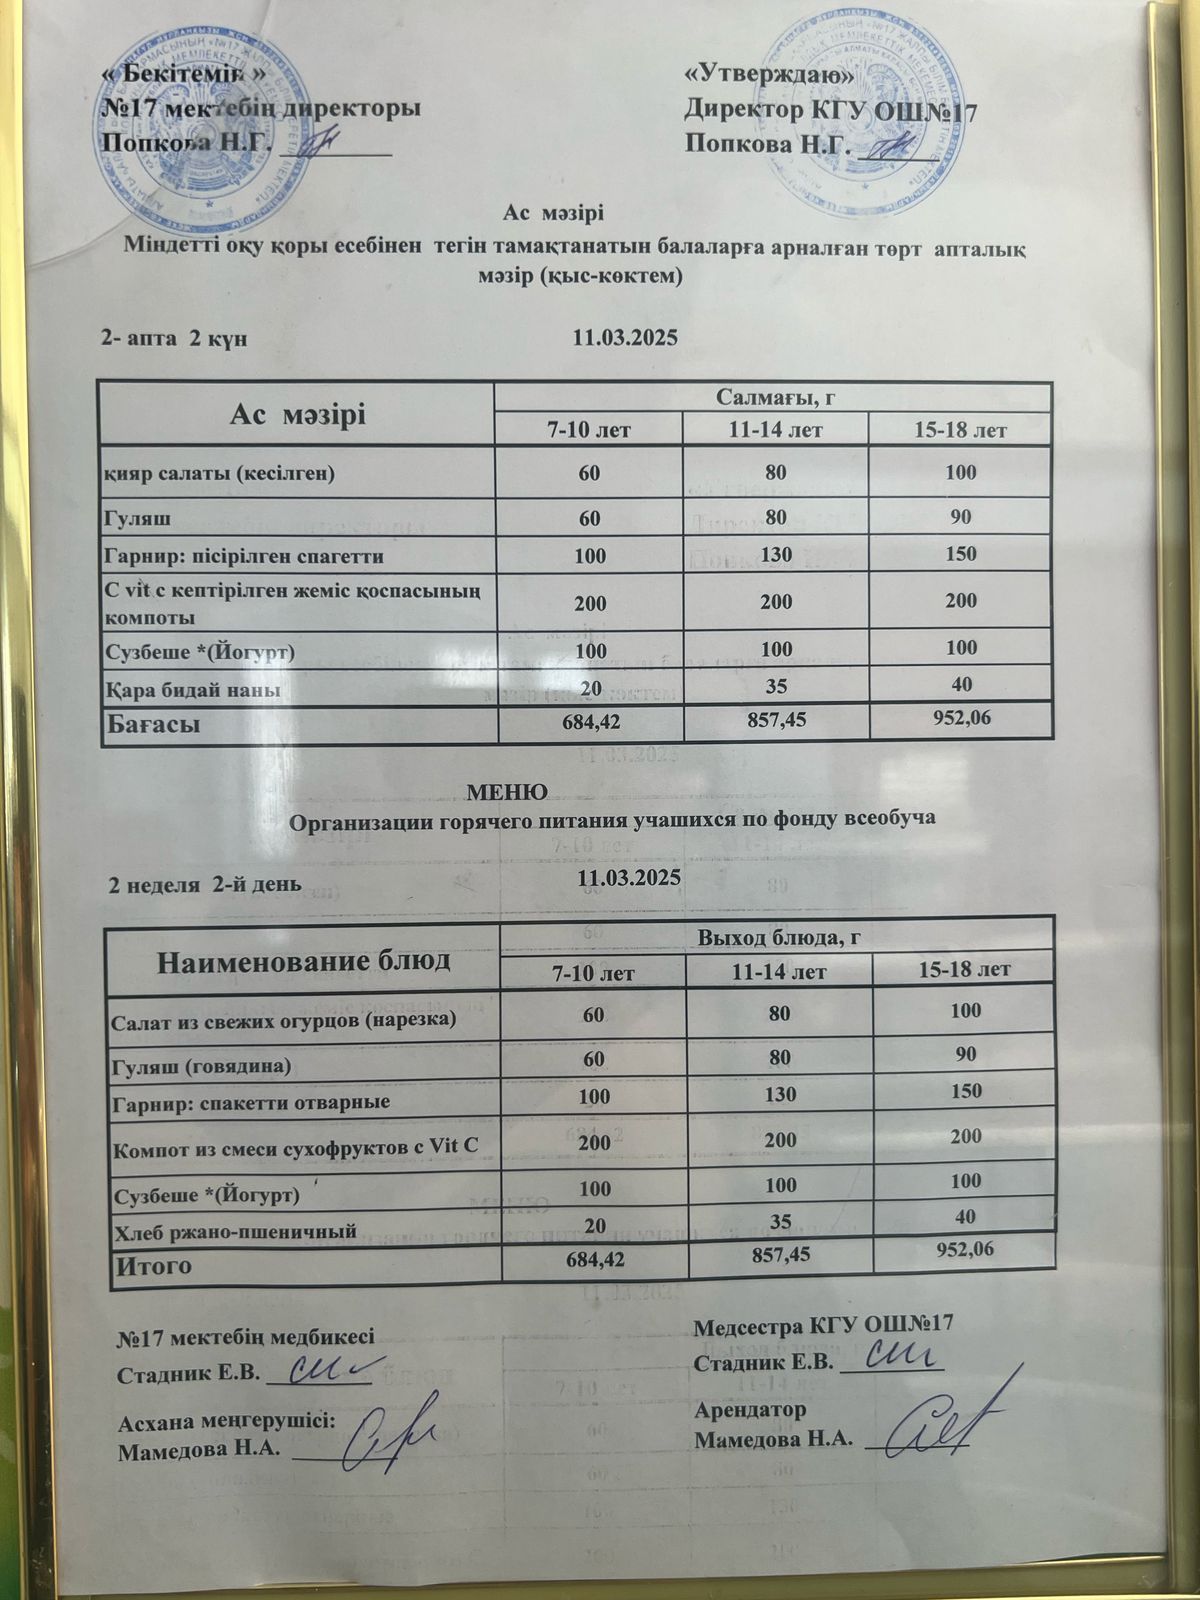 « Бекітемін »
№17 мектебің директоры
Попкова Н.Г.
«Утверждаю»
Директор КГУ ОШ№17
Попкова Н.Г.
Ас мәзірі
Міндетті оқу қоры есебінен тегін тамақтанатын балаларға арналған төрт апталық
мәзір (қыс-көктем)
2- апта 2 күн 11.03.2025
Ас мәзірі Салмағы, г
7-10 лет 11-14 лет 15-18 лет
қияр салаты (кесілген) 60 80 100
Гуляш 60 80 90
Гарнир: пісірілген спагетти 100 130 150
С vit с кептірілген жеміс қоспасының
компоты 200 200 200
Сузбеше *(Йогурт) 100 100 100
Қара бидай наны 20 35 40
Бағасы 684,42 857,45 952,06
МЕНЮ
Организации горячего питания учашихся по фонду всеобуча
2 неделя 2-й день 11.03.2025
Наименование блюд Выход блюда, г
7-10 лет 11-14 лет 15-18 лет
Салат из свежих огурцов (нарезка) 60 80 100
Гуляш (говядина) 60 80 90
Гарнир: спакетти отварные 100 130 150
Компот из смеси сухофруктов с Vit C 200 200 200
Сузбеше *(Йогурт) 100 100 100
Хлеб ржано-пшеничный 20 35 40
Итого 684,42 857,45 952,06
№17 мектебің медбикесі
Стадник Е.В.
Асхана меңгерушісі:
Мамедова Н.А.
Медсестра КГУ ОШ№17
Стадник Е.В.
Арендатор
Мамедова Н.А.